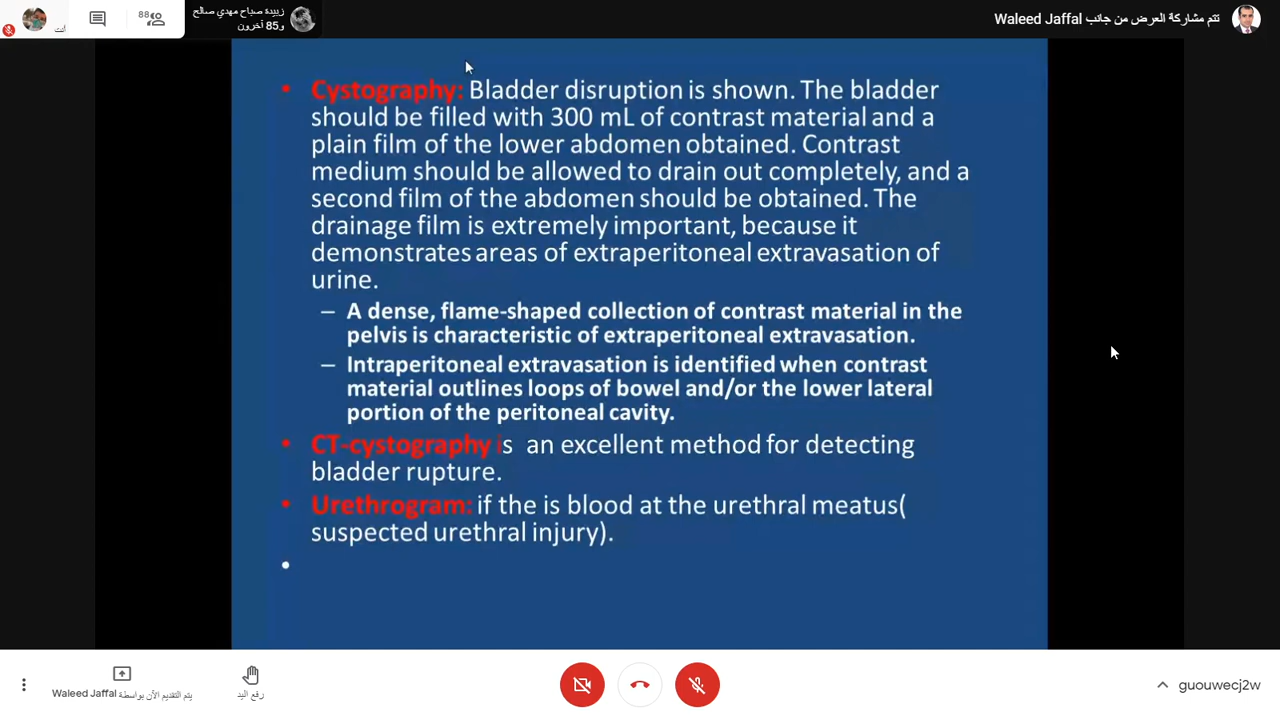 88
أنت
زبيدة صباح مهدي صالح
و85 آخرون
تتم مشاركة العرض من جانب Waleed Jaffal
• Cystography: Bladder disruption is shown. The bladder
should be filled with 300 mL of contrast material and a
plain film of the lower abdomen obtained. Contrast
medium should be allowed to drain out completely, and a
second film of the abdomen should be obtained. The
drainage film is extremely important, because it
demonstrates areas of extraperitoneal extravasation of
urine.
– A dense, flame-shaped collection of contrast material in the
pelvis is characteristic of extraperitoneal extravasation.
– Intraperitoneal extravasation is identified when contrast
material outlines loops of bowel and/or the lower lateral
portion of the peritoneal cavity.
• CT-cystography is an excellent method for detecting
bladder rupture.
• Urethrogram: if the is blood at the urethral meatus(
suspected urethral injury).
•
يتم التقديم الآن بواسطة Waleed Jaffal
رفع اليد
guouwecj2w